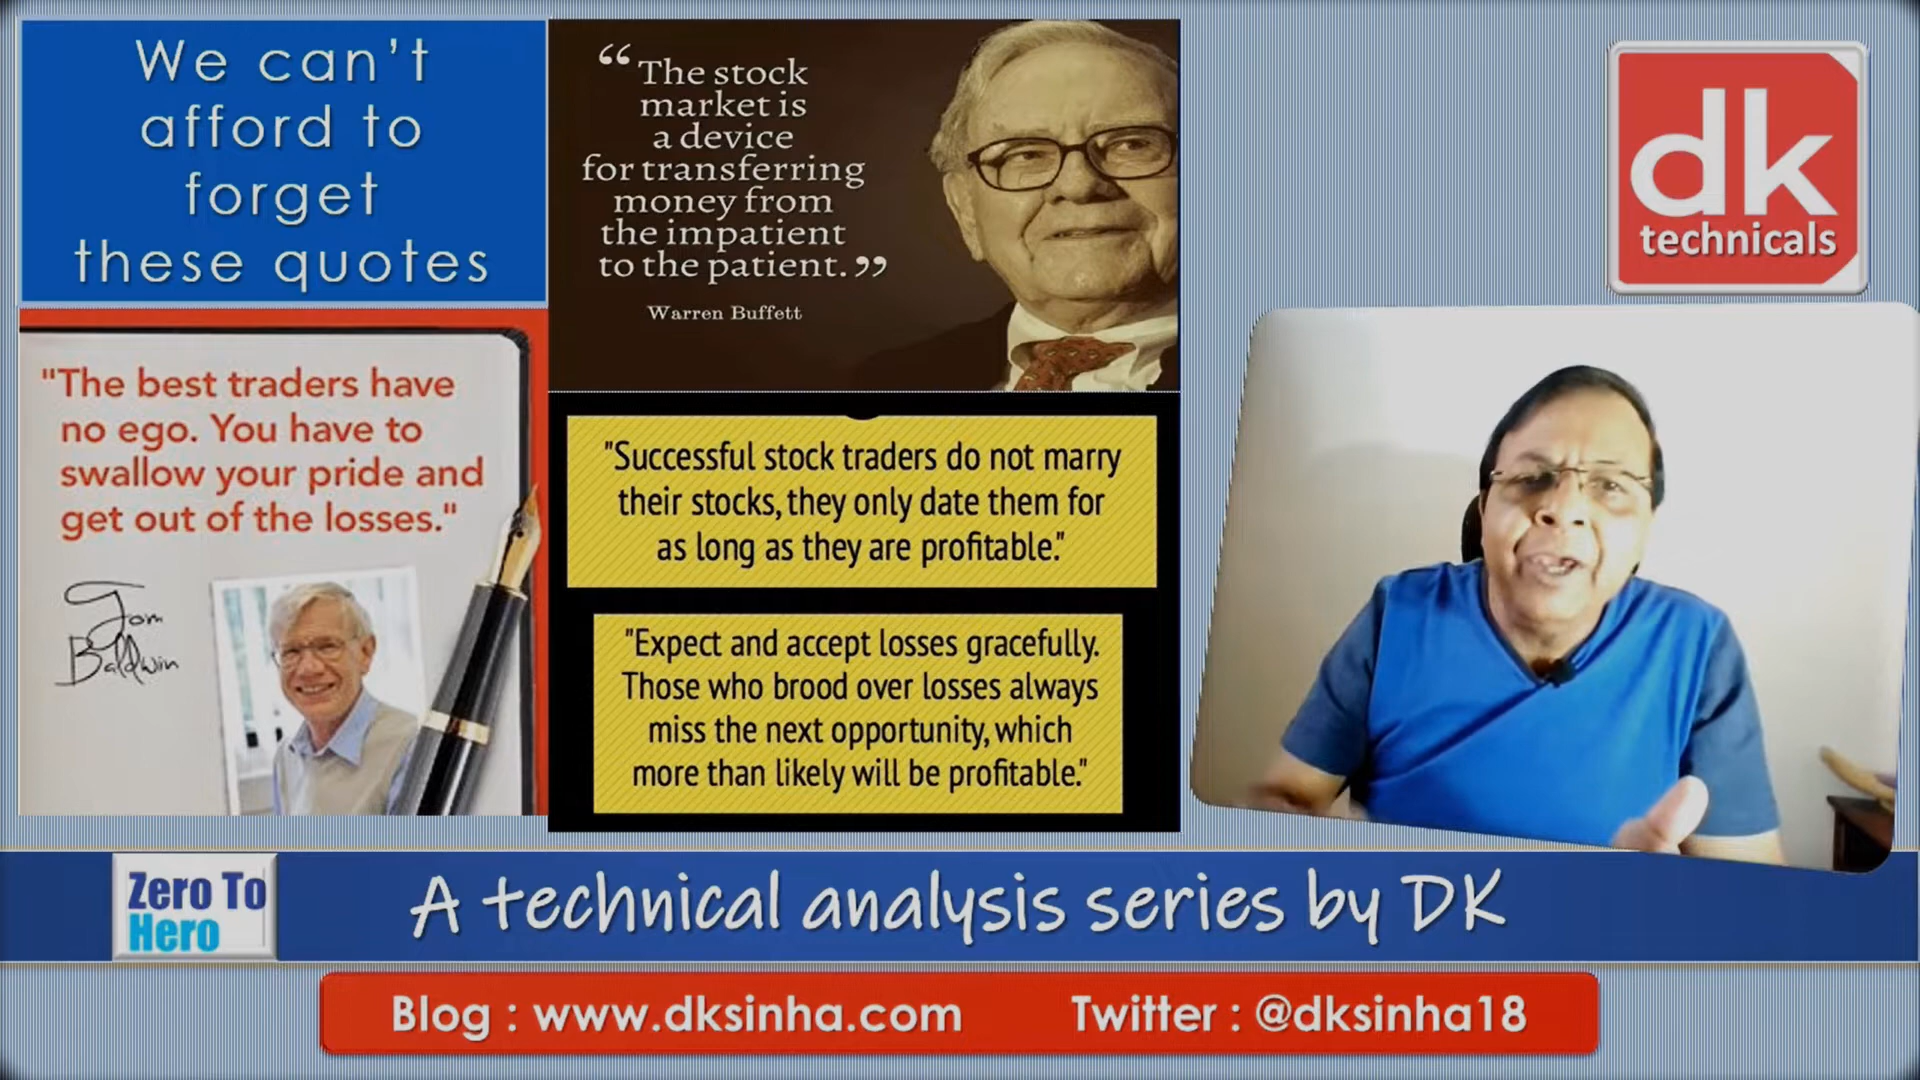 We can't
afford to
forget
these quotes
“The stock
market is
a device
for transferring
money from
the impatient
to the patient.”
Warren Buffett
dk
technicals
"The best traders have
no ego. You have to
swallow your pride and
get out of the losses."
Tom
Baldwin
"Successful stock traders do not marry
their stocks, they only date them for
as long as they are profitable."
"Expect and accept losses gracefully.
Those who brood over losses always
miss the next opportunity, which
more than likely will be profitable."
Zero To
Hero
A technical analysis series by DK
Blog : www.dksinha.com Twitter : @dksinha18